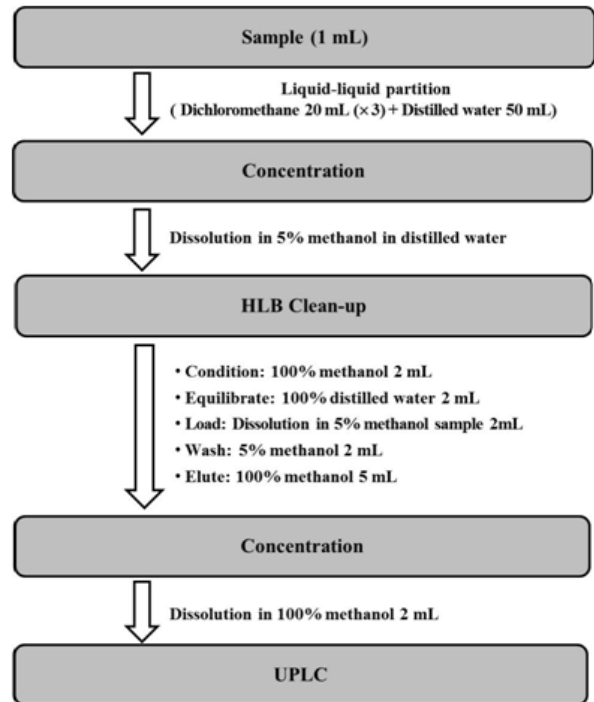 Sample (1 mL)
Liquid-liquid partition
( Dichloromethane 20 mL (×3) + Distilled water 50 mL)
Concentration
Dissolution in 5% methanol in distilled water
HLB Clean-up
• Condition: 100% methanol 2 mL
• Equilibrate: 100% distilled water 2 mL
• Load: Dissolution in 5% methanol sample 2mL
• Wash: 5% methanol 2 mL
• Elute: 100% methanol 5 mL
Concentration
Dissolution in 100% methanol 2 mL
UPLC